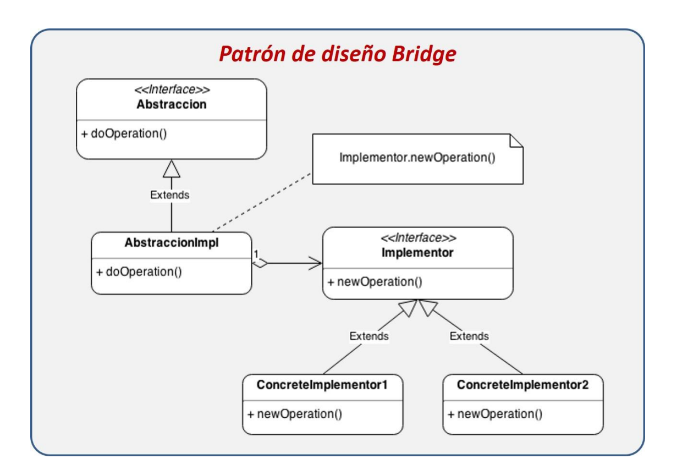 Patrón de diseño Bridge
<<Interface>>
Abstraccion
+ doOperation()
Implementor.newOperation()
Extends
AbstraccionImpl
+ doOperation()
1
<<Interface>>
Implementor
+ newOperation()
Extends
Extends
ConcreteImplementor1
+ newOperation()
ConcreteImplementor2
+ newOperation()